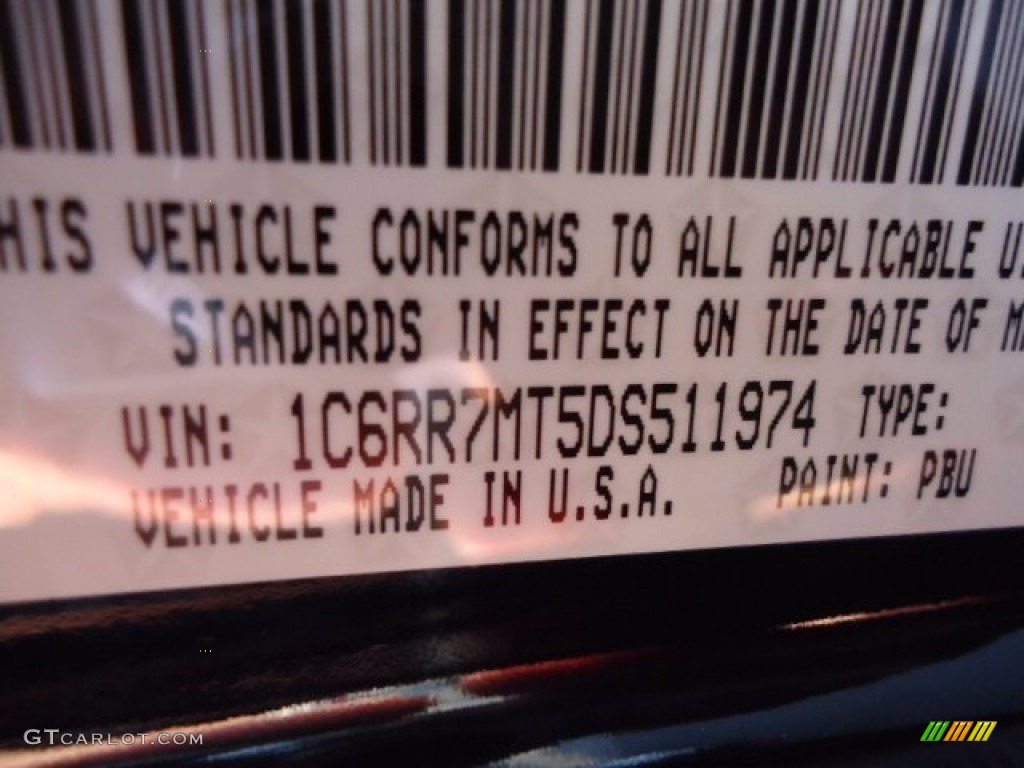 HIS VEHICLE CONFORMS TO ALL APPLICABLE U.
STANDARDS IN EFFECT ON THE DATE OF M
VIN: 1C6RR7MT5DS511974 TYPE:
VEHICLE MADE IN U.S.A. PAINT: PBU
GTCARLOT.COM